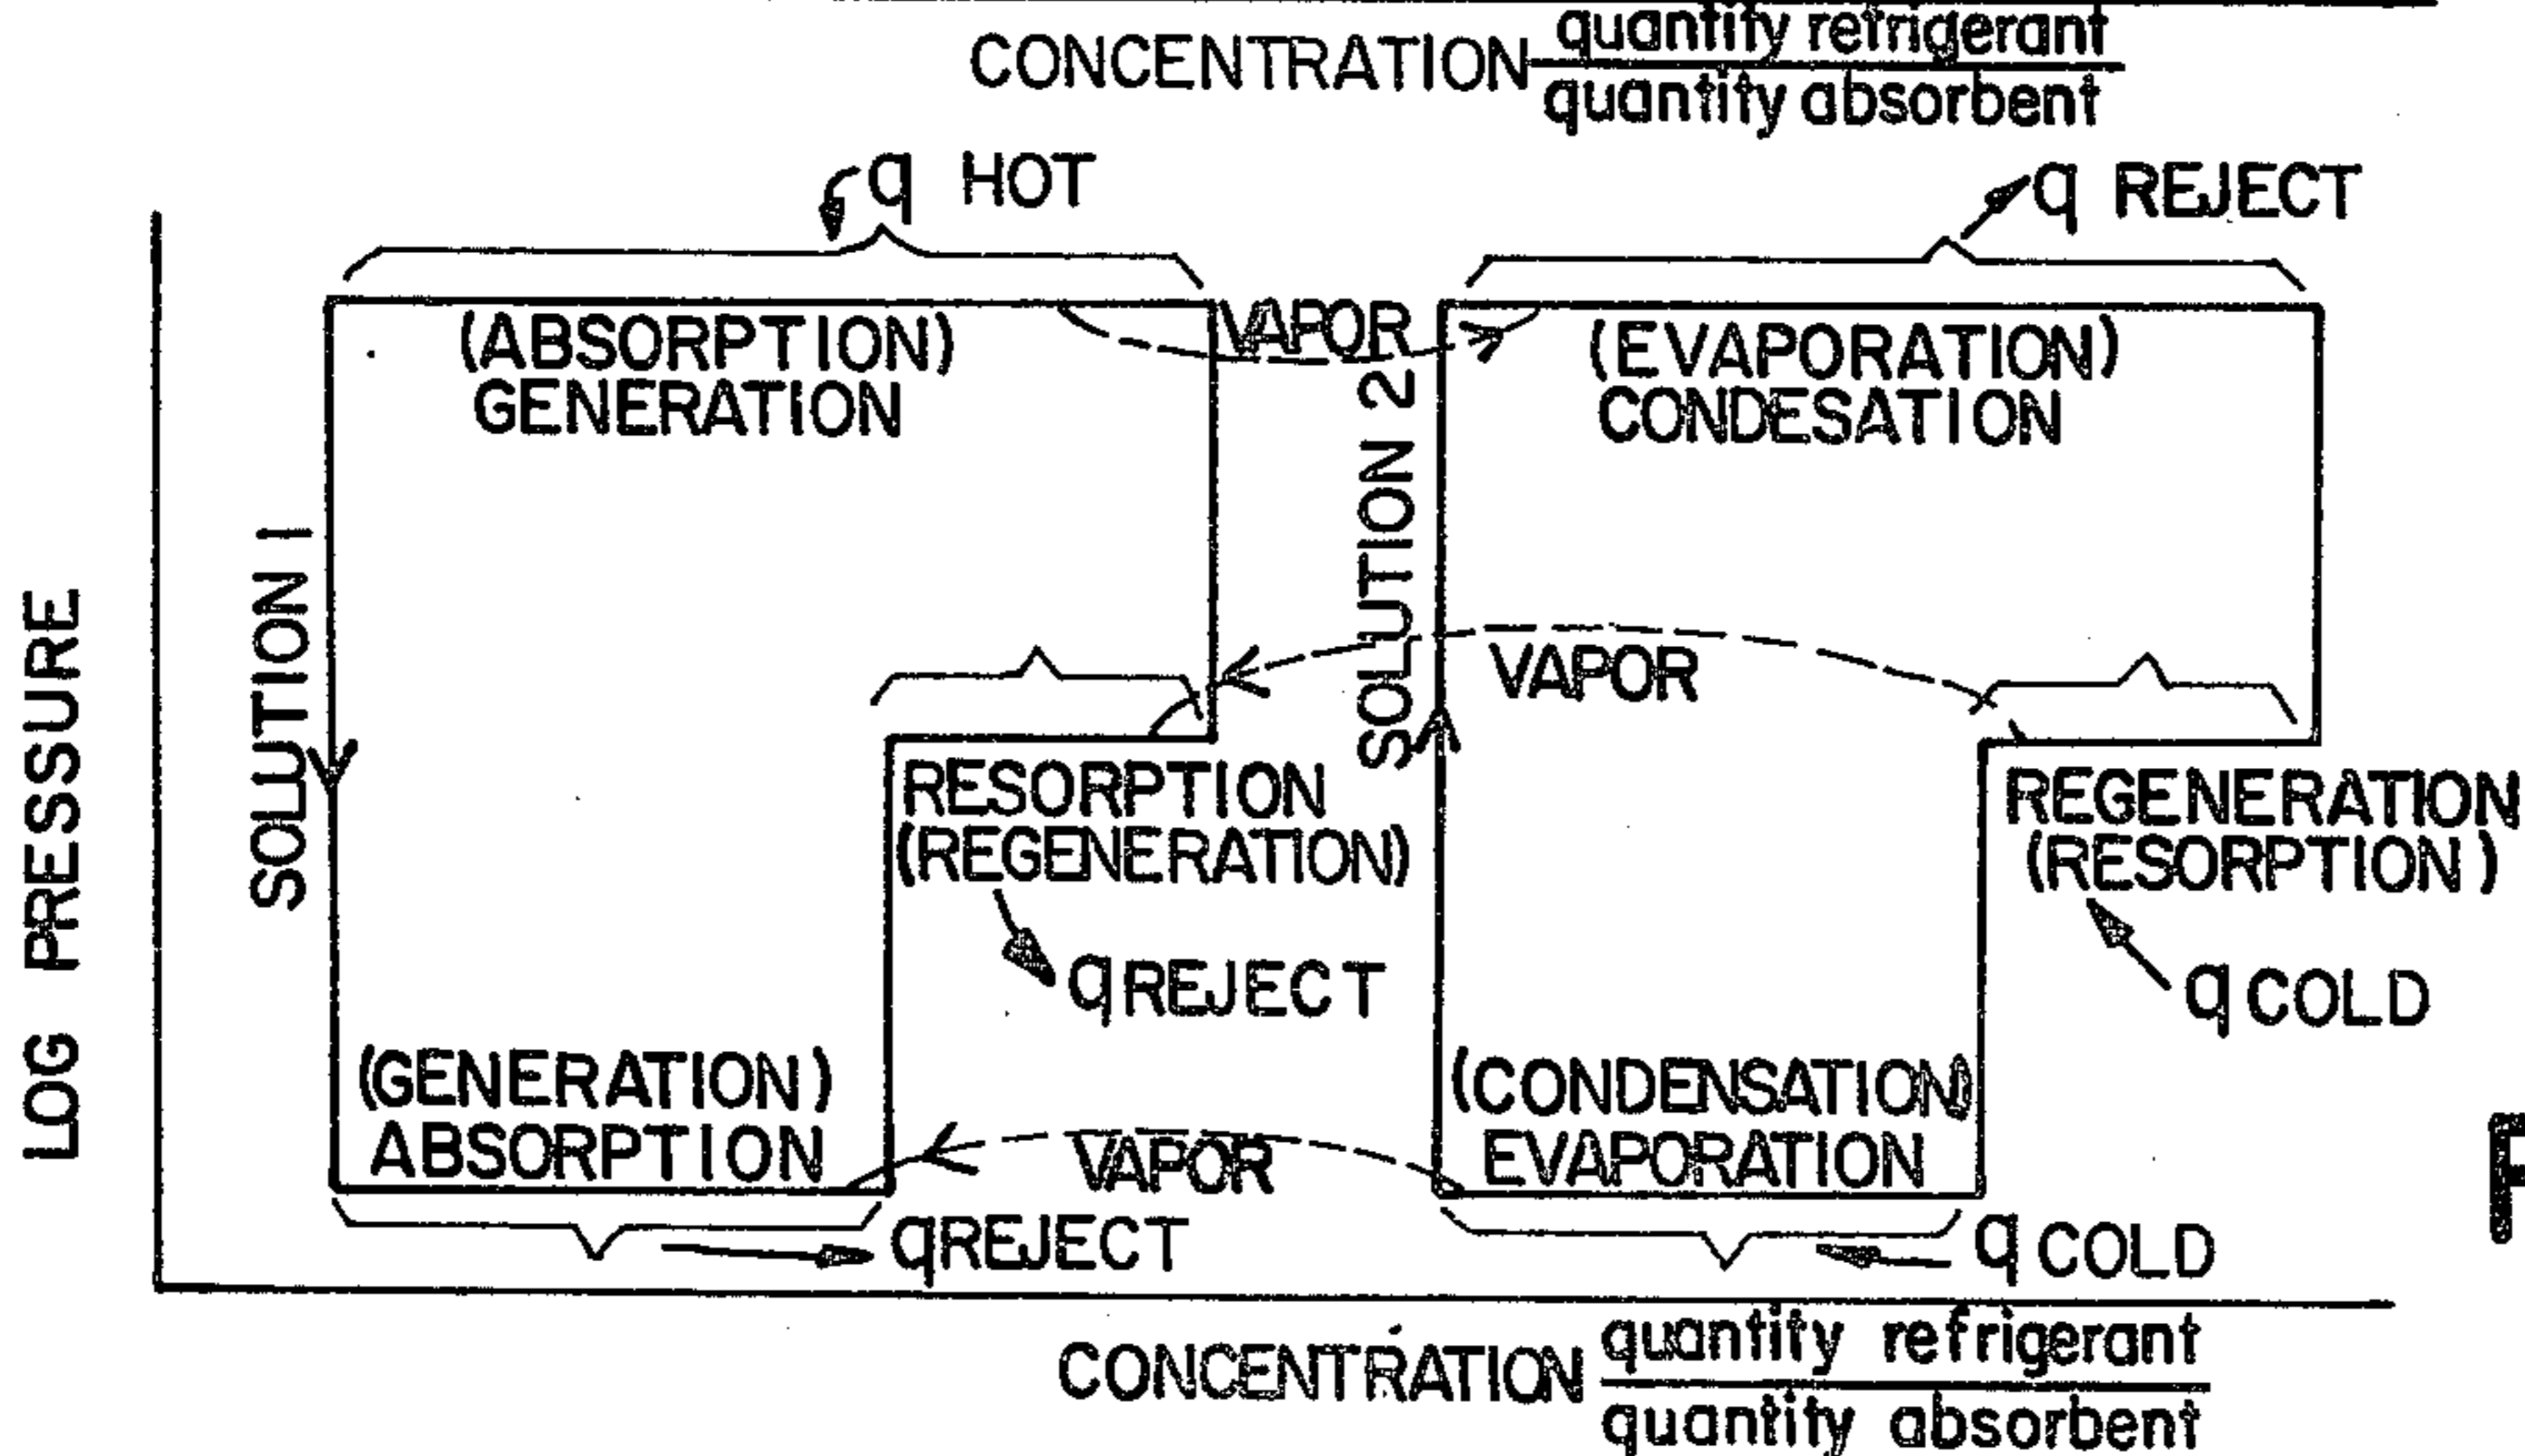 CONCENTRATION quantity refrigerant
quantity absorbent
q HOT
q REJECT
(ABSORPTION)
GENERATION
VAPOR
(EVAPORATION)
CONDESATION
SOLUTION 1
SOLUTION 2
LOG PRESSURE
VAPOR
RESORPTION
(REGENERATION)
REGENERATION
(RESORPTION)
q REJECT
q COLD
(GENERATION)
ABSORPTION
VAPOR
(CONDENSATION)
EVAPORATION
q REJECT
q COLD
CONCENTRATION quantity refrigerant
quantity absorbent